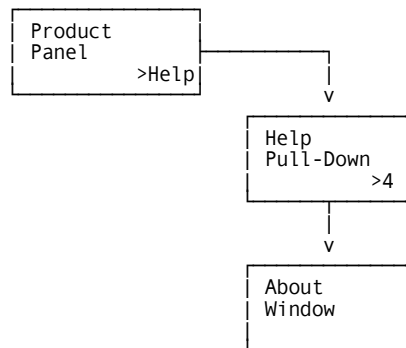 Product
Panel
>Help
v
Help
Pull-Down
>4
v
About
Window